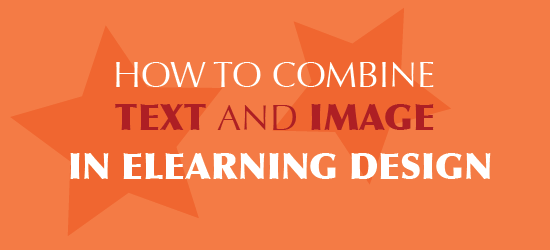 HOW TO COMBINE
TEXT AND IMAGE
IN ELEARNING DESIGN